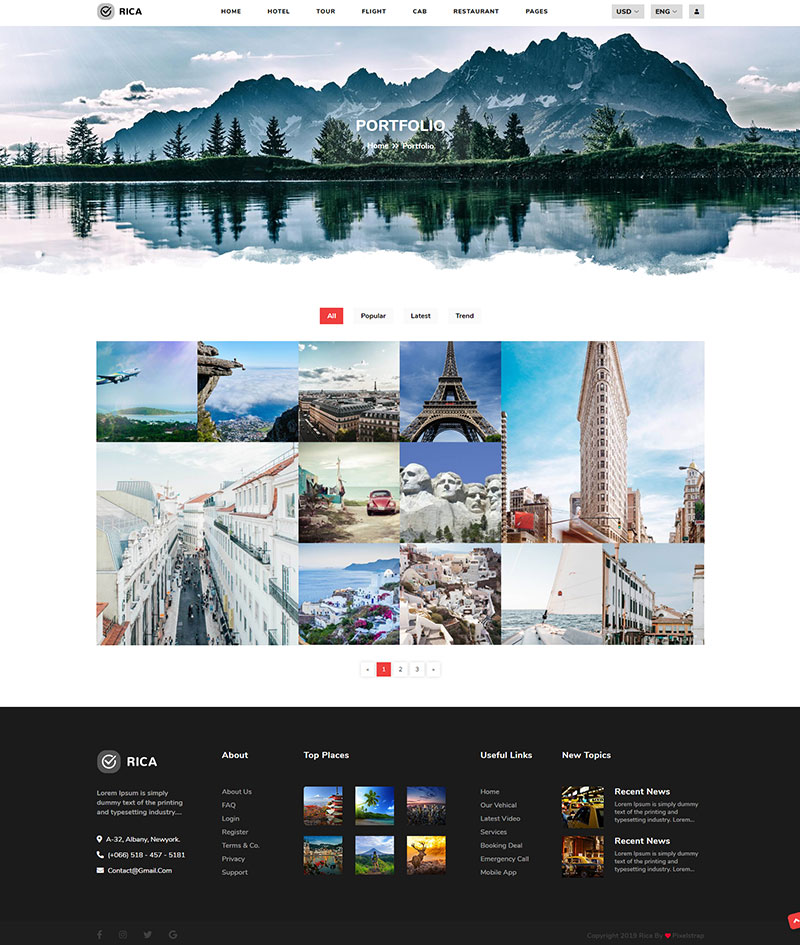 RICA
HOME HOTEL TOUR FLIGHT CAB RESTAURANT PAGES
USD ENG
PORTFOLIO
Home » Portfolio
All Popular Latest Trend
« 1 2 3 »
RICA
Lorem Ipsum is simply
dummy text of the printing
and typesetting industry....
A-32, Albany, Newyork.
(+066) 518 - 457 - 5181
Contact@Gmail.Com
About
About Us
FAQ
Login
Register
Terms & Co.
Privacy
Support
Top Places
Useful Links
Home
Our Vehical
Latest Video
Services
Booking Deal
Emergency Call
Mobile App
New Topics
Recent News
Lorem Ipsum is simply dummy
text of the printing and
typesetting industry. Lorem...
Recent News
Lorem Ipsum is simply dummy
text of the printing and
typesetting industry. Lorem...
Copyright 2019 Rica By ❤ Pixelstrap